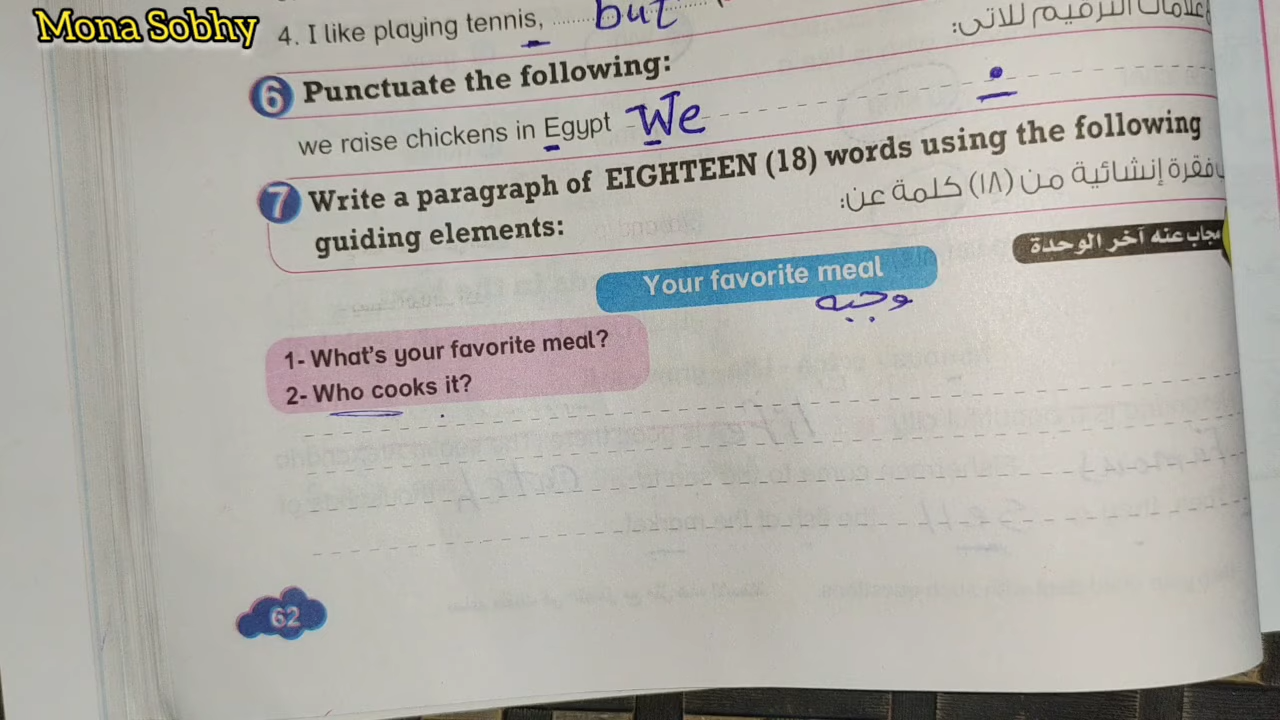 Mona Sobhy
4. I like playing tennis, ........ but
علامات الترقيم للآتى:
6 Punctuate the following:
we raise chickens in Egypt We .
7 Write a paragraph of EIGHTEEN (18) words using the following
guiding elements:
فقرة إنشائية من (١٨) كلمة عن:
مجاب عنه آخر الوحدة
Your favorite meal
وجبه
1- What's your favorite meal?
2- Who cooks it?
62